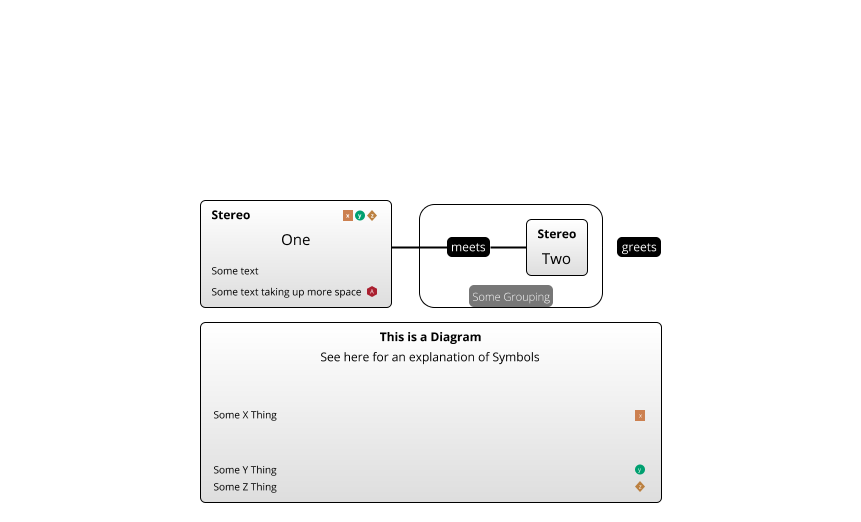 Stereo x y z
One
Some text
Some text taking up more space A
meets
Stereo
Two
greets
Some Grouping
This is a Diagram
See here for an explanation of Symbols
Some X Thing x
Some Y Thing y
Some Z Thing z